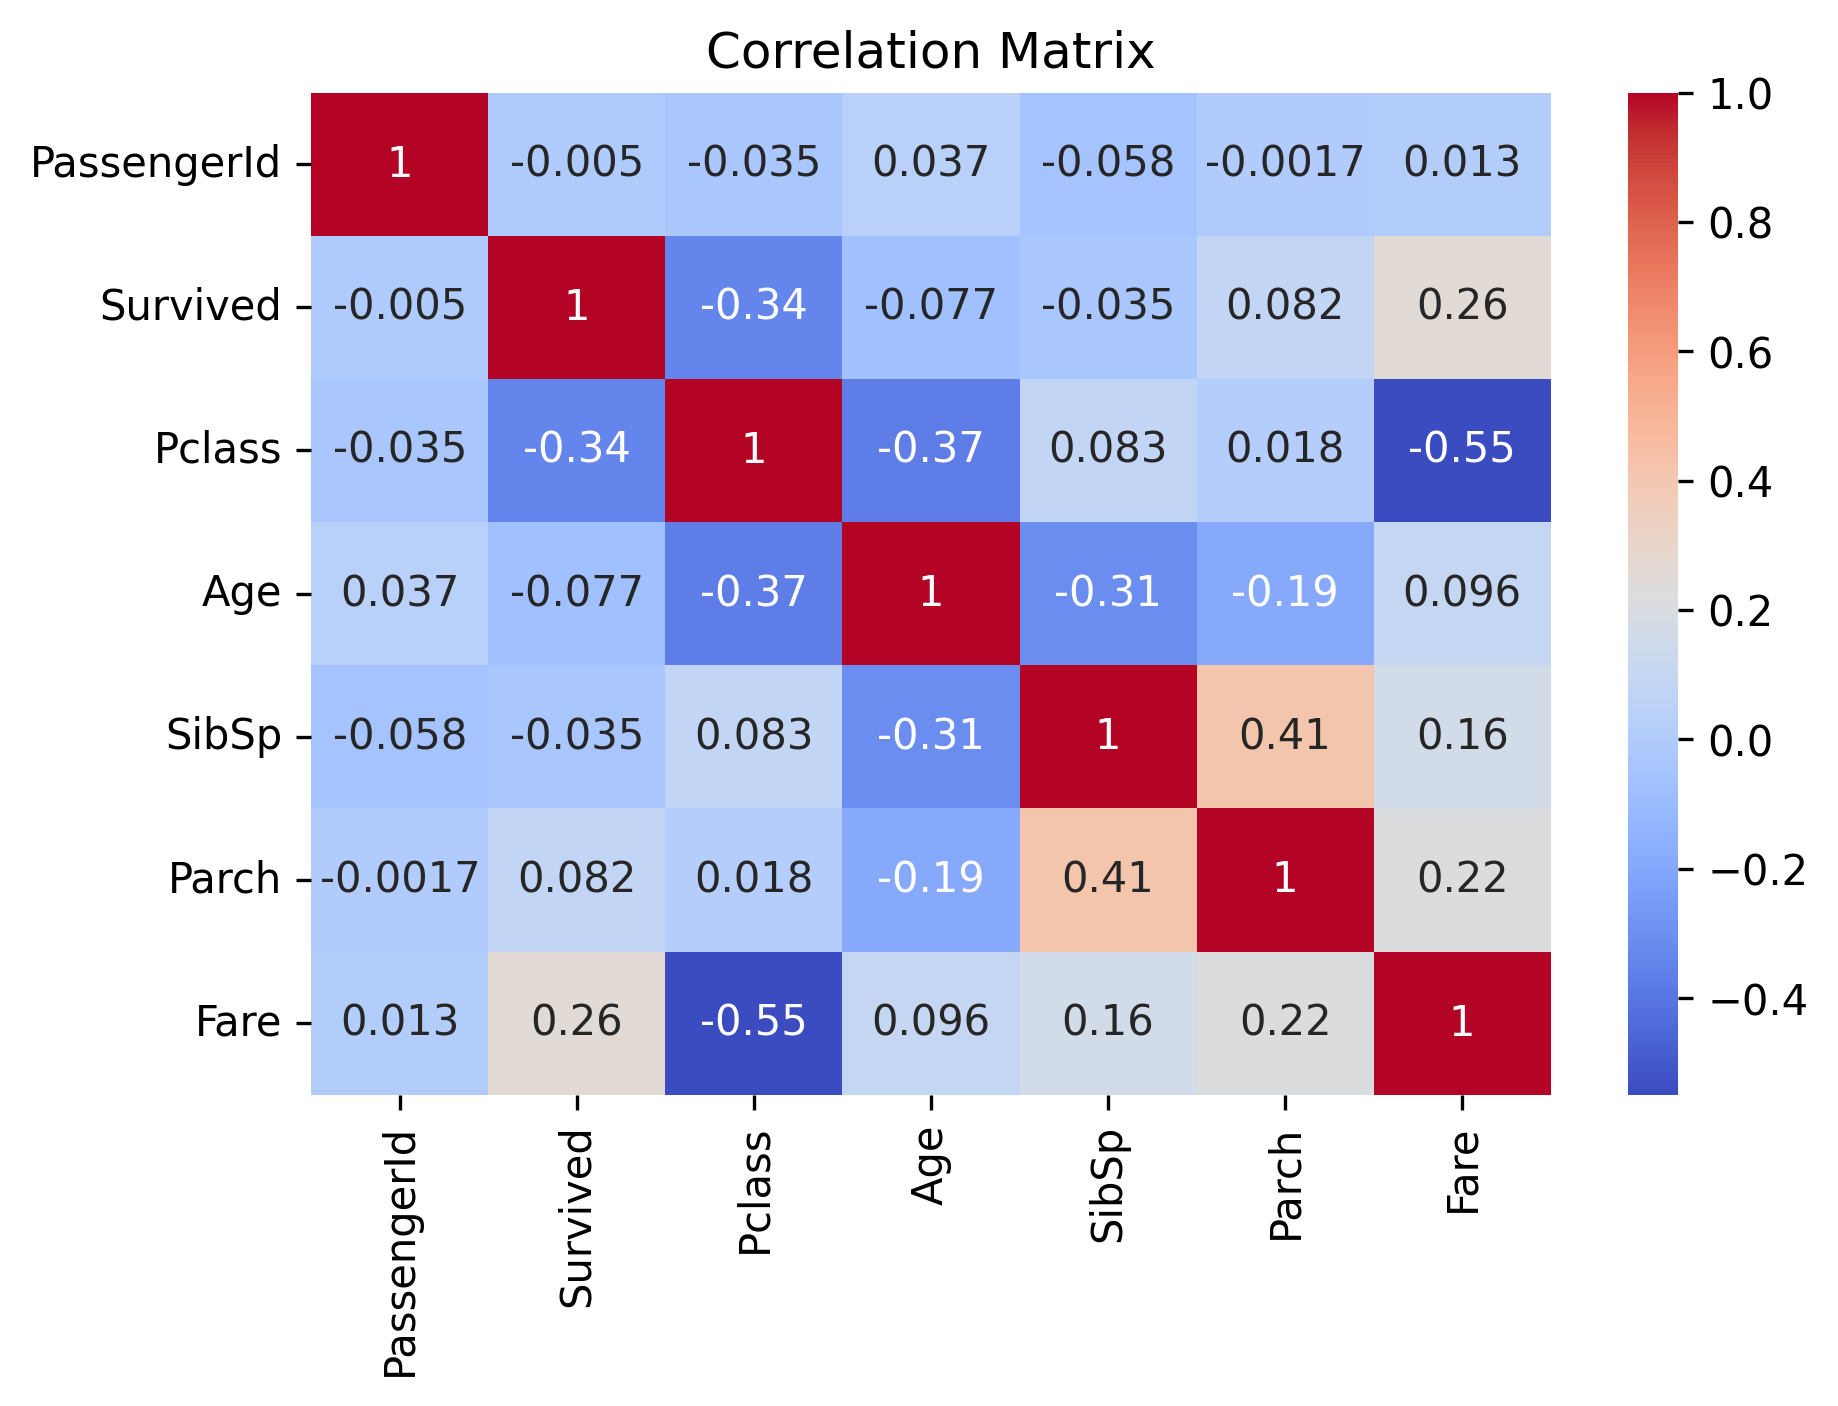 Correlation Matrix
PassengerId 1 -0.005 -0.035 0.037 -0.058 -0.0017 0.013
Survived -0.005 1 -0.34 -0.077 -0.035 0.082 0.26
Pclass -0.035 -0.34 1 -0.37 0.083 0.018 -0.55
Age 0.037 -0.077 -0.37 1 -0.31 -0.19 0.096
SibSp -0.058 -0.035 0.083 -0.31 1 0.41 0.16
Parch -0.0017 0.082 0.018 -0.19 0.41 1 0.22
Fare 0.013 0.26 -0.55 0.096 0.16 0.22 1
PassengerId Survived Pclass Age SibSp Parch Fare
1.0
0.8
0.6
0.4
0.2
0.0
−0.2
−0.4